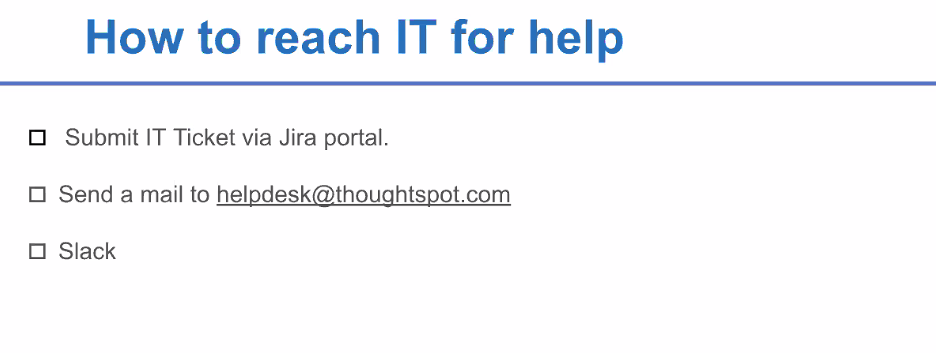 How to reach IT for help
Submit IT Ticket via Jira portal.
Send a mail to helpdesk@thoughtspot.com
Slack